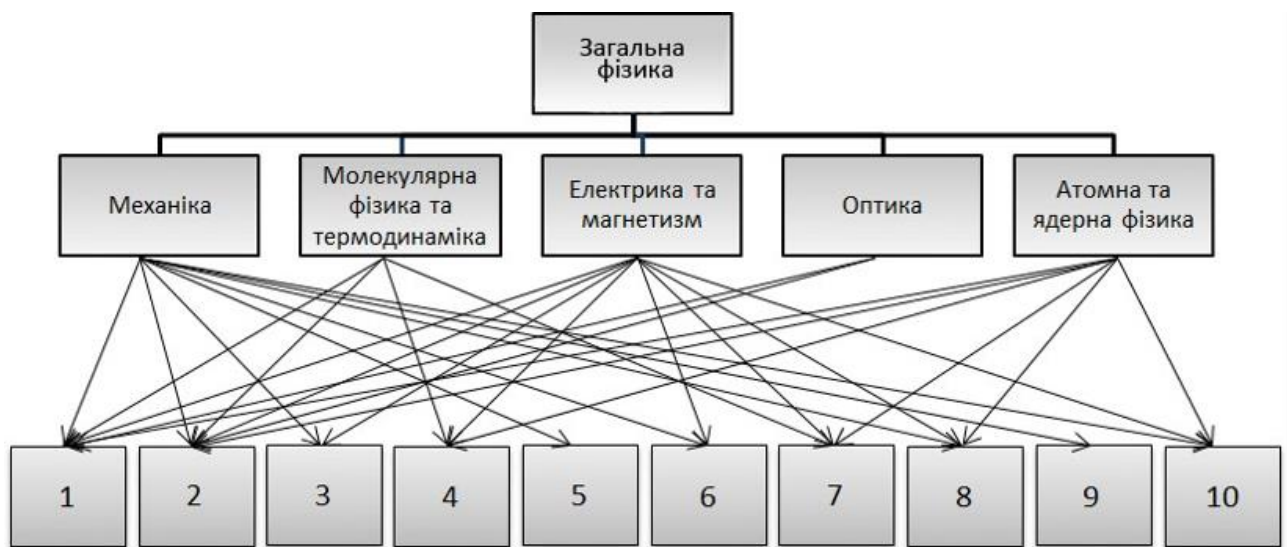 Загальна
фізика
Механіка
Молекулярна
фізика та
термодинаміка
Електрика та
магнетизм
Оптика
Атомна та
ядерна фізика
1
2
3
4
5
6
7
8
9
10